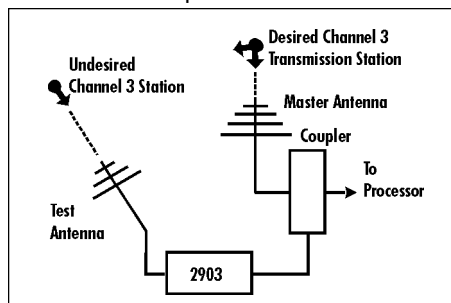 Undesired
Channel 3 Station
Desired Channel 3
Transmission Station
Master Antenna
Coupler
To
Processor
Test
Antenna
2903